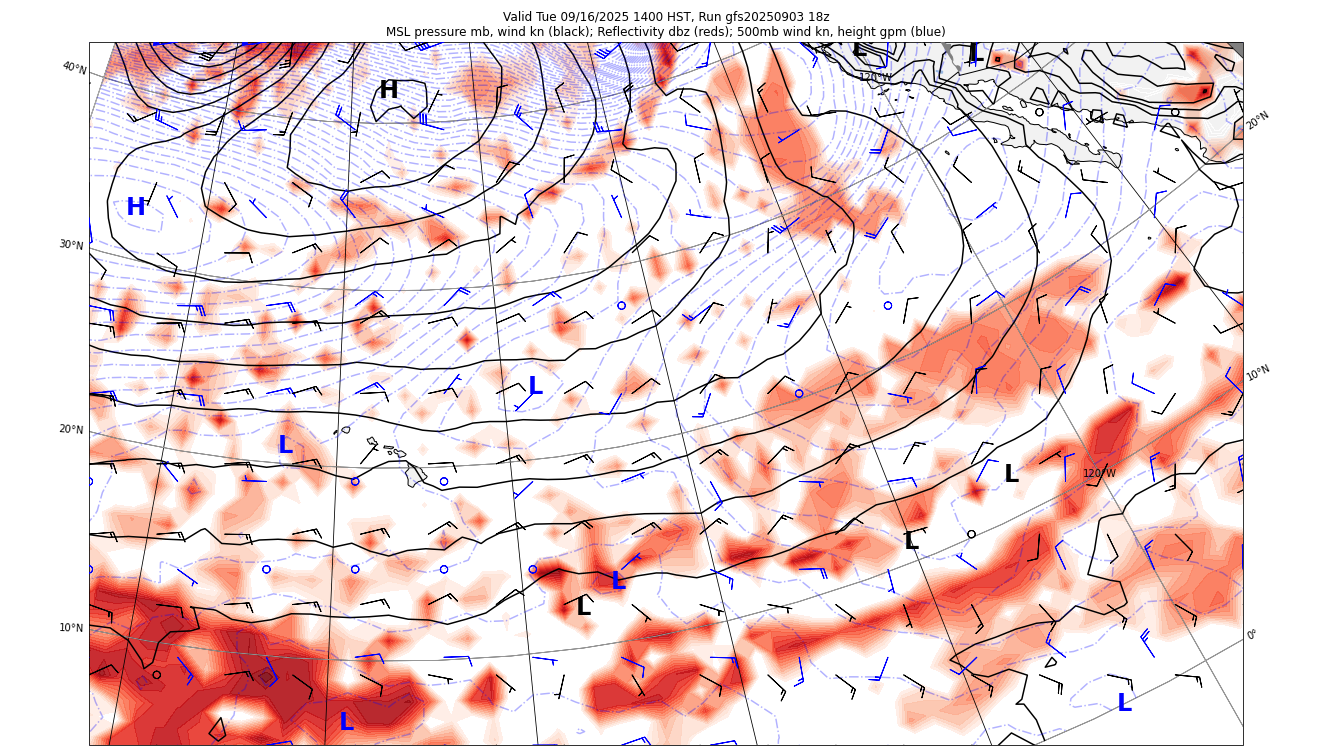 Valid Tue 09/16/2025 1400 HST, Run gfs20250903 18z
MSL pressure mb, wind kn (black); Reflectivity dbz (reds); 500mb wind kn, height gpm (blue)
L
L
40°N
120°W
H
20°N
H
30°N
10°N
L
20°N
L
L
120°W
L
L
L
10°N
0°
L
L